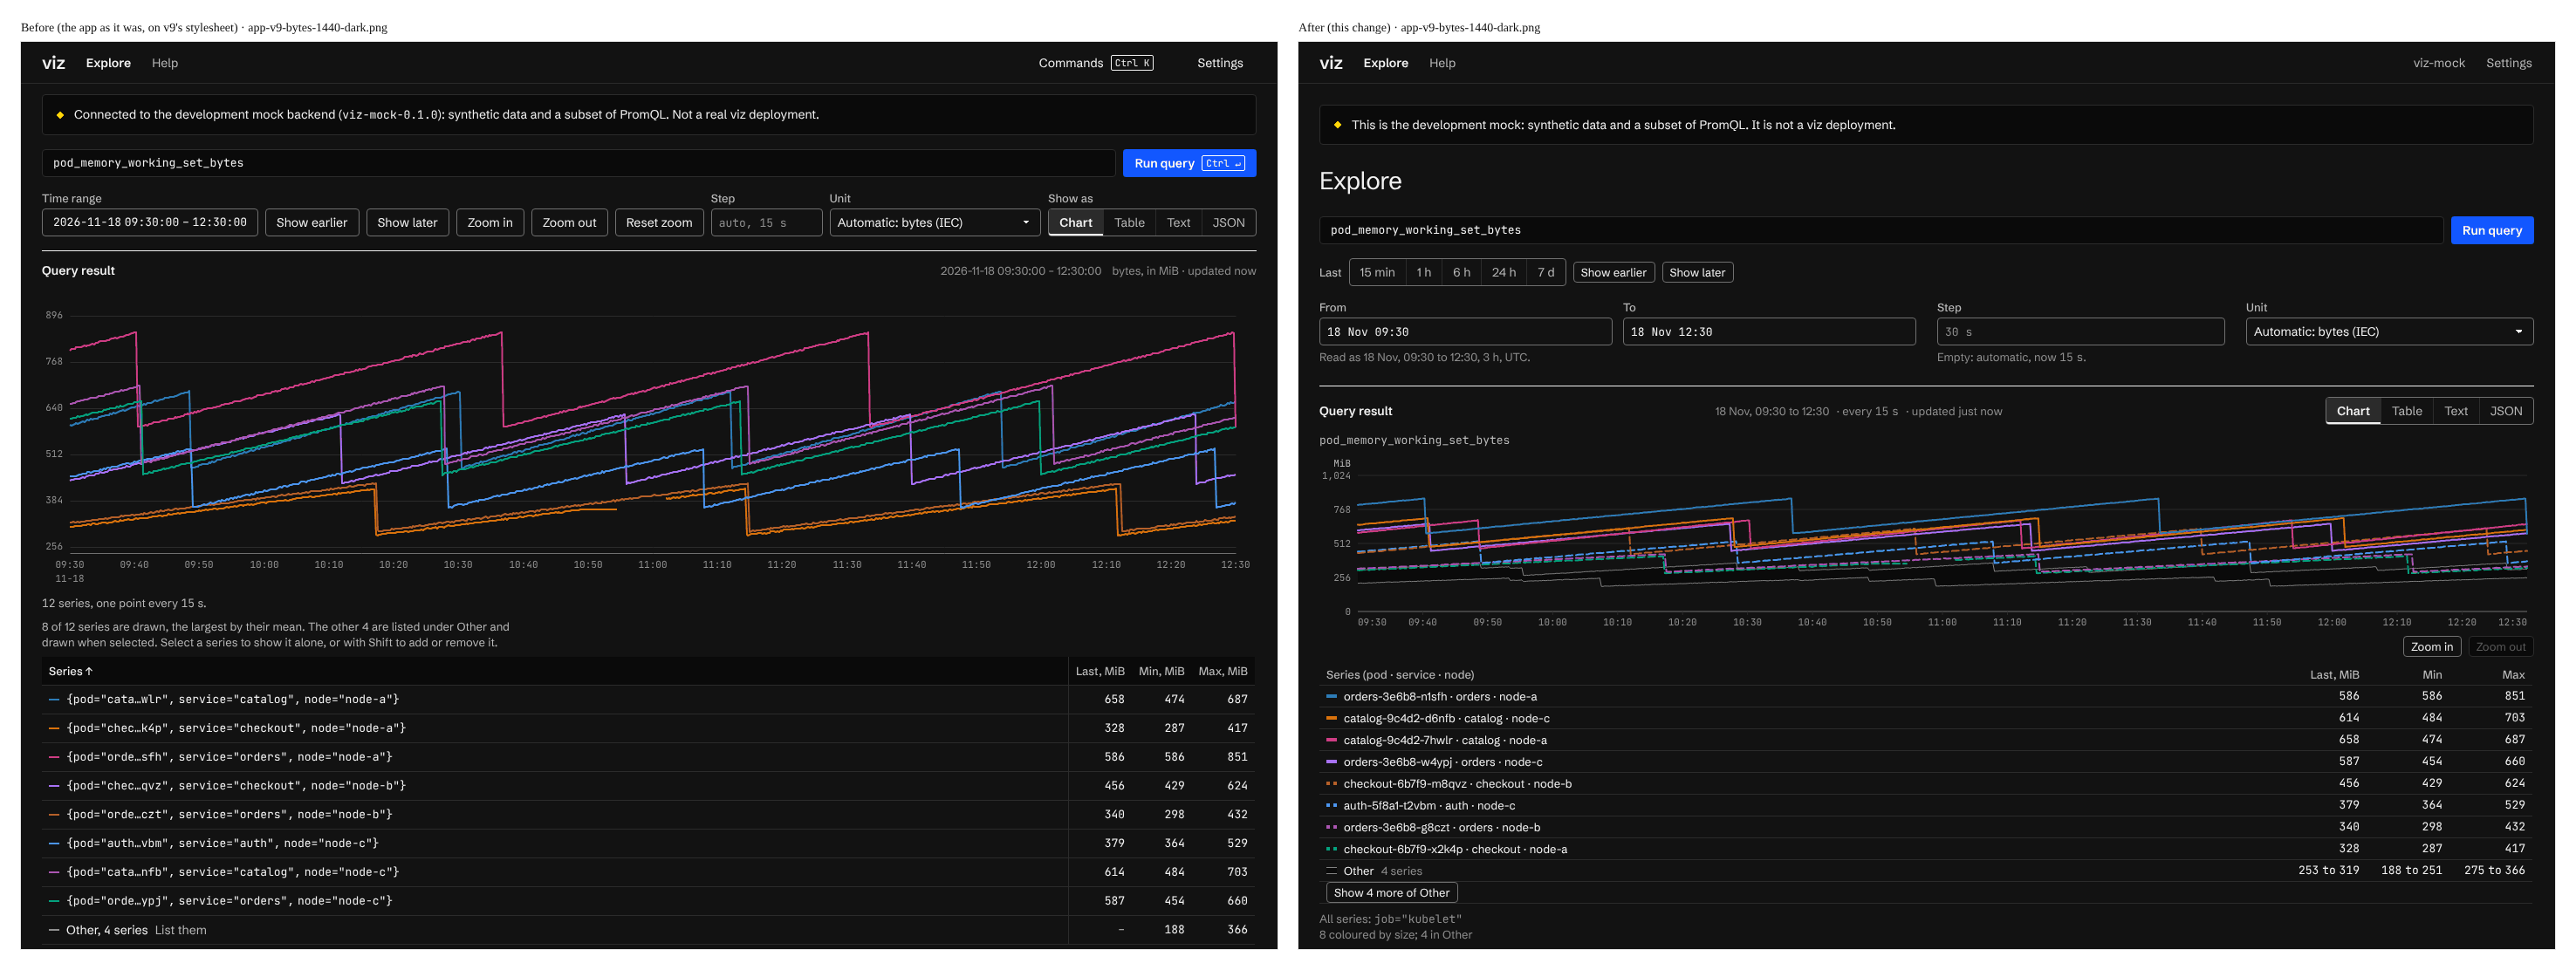 Before (the app as it was, on v9's stylesheet) · app-v9-bytes-1440-dark.png
viz Explore Help Commands Ctrl K Settings
Connected to the development mock backend (viz-mock-0.1.0): synthetic data and a subset of PromQL. Not a real viz deployment.
pod_memory_working_set_bytes Run query Ctrl ↵
Time range Step Unit Show as
2026-11-18 09:30:00 – 12:30:00 Show earlier Show later Zoom in Zoom out Reset zoom auto, 15 s Automatic: bytes (IEC) Chart Table Text JSON
Query result 2026-11-18 09:30:00 – 12:30:00 bytes, in MiB · updated now
896
768
640
512
384
256
09:30 09:40 09:50 10:00 10:10 10:20 10:30 10:40 10:50 11:00 11:10 11:20 11:30 11:40 11:50 12:00 12:10 12:20 12:30
11-18
12 series, one point every 15 s.
8 of 12 series are drawn, the largest by their mean. The other 4 are listed under Other and
drawn when selected. Select a series to show it alone, or with Shift to add or remove it.
Series ↑ Last, MiB Min, MiB Max, MiB
{pod="cata…wlr", service="catalog", node="node-a"} 658 474 687
{pod="chec…k4p", service="checkout", node="node-a"} 328 287 417
{pod="orde…sfh", service="orders", node="node-a"} 586 586 851
{pod="chec…qvz", service="checkout", node="node-b"} 456 429 624
{pod="orde…czt", service="orders", node="node-b"} 340 298 432
{pod="auth…vbm", service="auth", node="node-c"} 379 364 529
{pod="cata…nfb", service="catalog", node="node-c"} 614 484 703
{pod="orde…ypj", service="orders", node="node-c"} 587 454 660
Other, 4 series List them – 188 366
After (this change) · app-v9-bytes-1440-dark.png
viz Explore Help viz-mock Settings
This is the development mock: synthetic data and a subset of PromQL. It is not a viz deployment.
Explore
pod_memory_working_set_bytes Run query
Last 15 min 1 h 6 h 24 h 7 d Show earlier Show later
From To Step Unit
18 Nov 09:30 18 Nov 12:30 30 s Automatic: bytes (IEC)
Read as 18 Nov, 09:30 to 12:30, 3 h, UTC. Empty: automatic, now 15 s.
Query result 18 Nov, 09:30 to 12:30 · every 15 s · updated just now Chart Table Text JSON
pod_memory_working_set_bytes
MiB
1,024
768
512
256
0
09:30 09:40 09:50 10:00 10:10 10:20 10:30 10:40 10:50 11:00 11:10 11:20 11:30 11:40 11:50 12:00 12:10 12:20 12:30
Zoom in Zoom out
Series (pod · service · node) Last, MiB Min Max
orders-3e6b8-n1sfh · orders · node-a 586 586 851
catalog-9c4d2-d6nfb · catalog · node-c 614 484 703
catalog-9c4d2-7hwlr · catalog · node-a 658 474 687
orders-3e6b8-w4ypj · orders · node-c 587 454 660
checkout-6b7f9-m8qvz · checkout · node-b 456 429 624
auth-5f8a1-t2vbm · auth · node-c 379 364 529
orders-3e6b8-g8czt · orders · node-b 340 298 432
checkout-6b7f9-x2k4p · checkout · node-a 328 287 417
Other 4 series 253 to 319 188 to 251 275 to 366
Show 4 more of Other
All series: job="kubelet"
8 coloured by size; 4 in Other